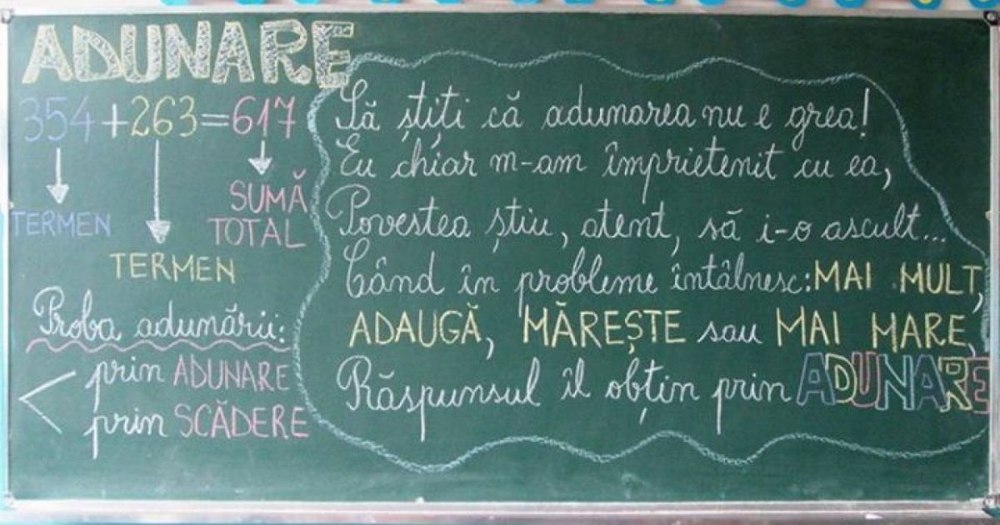 ADUNARE
354+263=617
TERMEN
SUMĂ
TOTAL
TERMEN
Proba adunării:
prin ADUNARE
prin SCĂDERE
Să știți că adunarea nu e grea!
Eu chiar m-am împrietenit cu ea,
Povestea știu, atent, să i-o ascult...
Când în probleme întâlnesc: MAI MULT,
ADAUGĂ, MĂREȘTE sau MAI MARE,
Răspunsul îl obțin prin ADUNARE